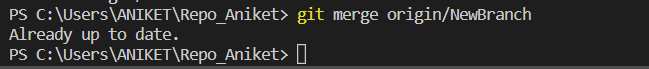 PS C:\Users\ANIKET\Repo_Aniket> git merge origin/NewBranch
Already up to date.
PS C:\Users\ANIKET\Repo_Aniket>